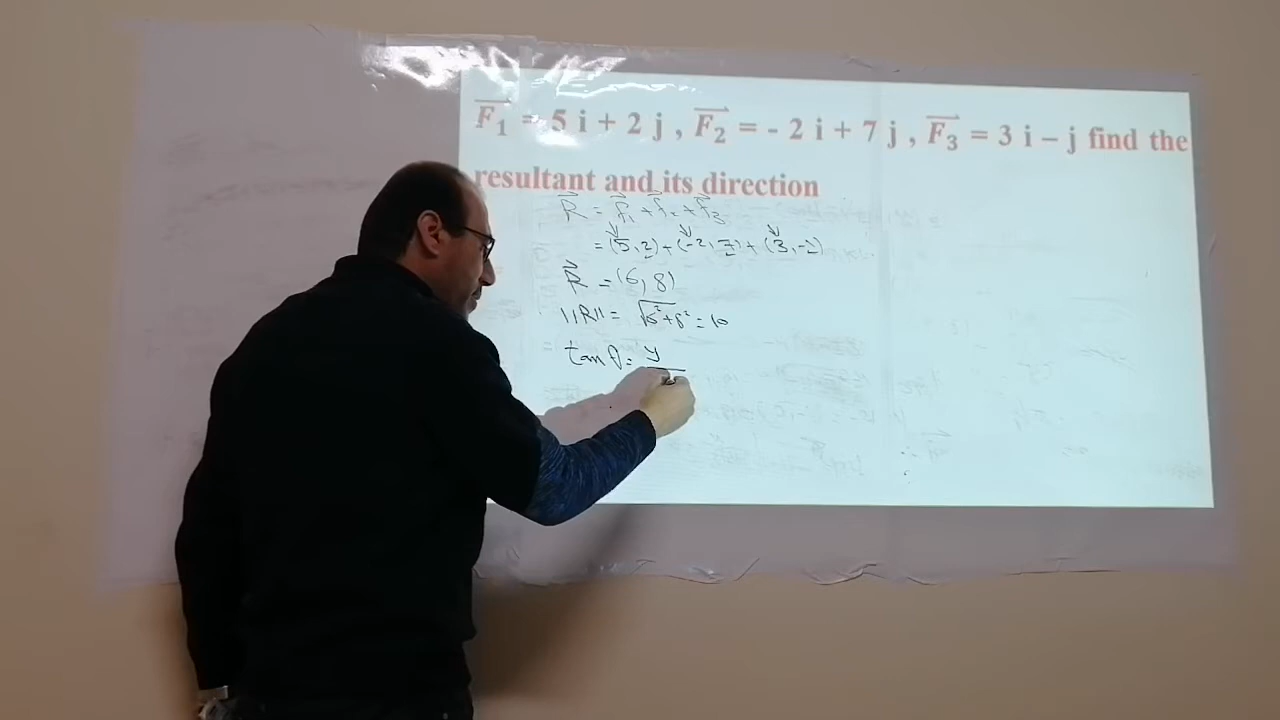 F₁ = 5 i + 2 j , F₂ = - 2 i + 7 j , F₃ = 3 i – j find the
resultant and its direction
R = F₁ + F₂ + F₃
= (5, 2) + (-2, 7) + (3, -1)
R = (6, 8)
||R|| = √6² + 8² = 10
tan θ = y